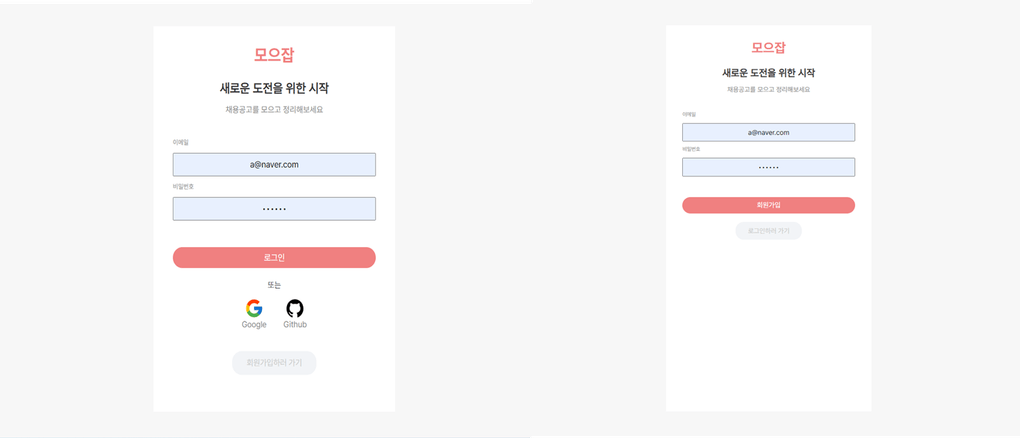 모으잡
새로운 도전을 위한 시작
채용공고를 모으고 정리해보세요
이메일
a@naver.com
비밀번호
••••••
로그인
또는
Google Github
회원가입하러 가기
모으잡
새로운 도전을 위한 시작
채용공고를 모으고 정리해보세요
이메일
a@naver.com
비밀번호
••••••
회원가입
로그인하러 가기